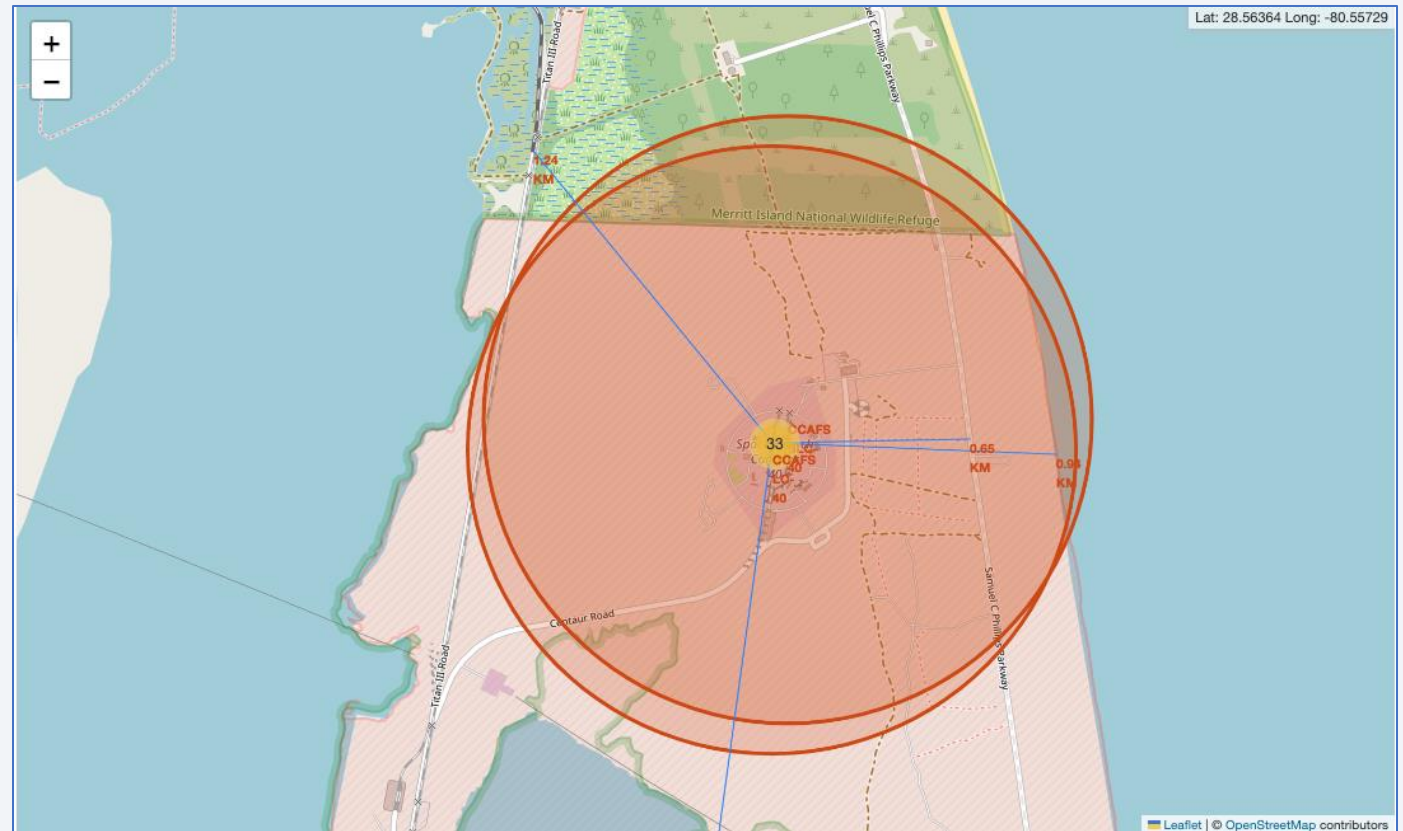 +
−
Lat: 28.56364 Long: -80.55729
Titan III Road
el C Phillips Parkway
1.24
KM
Merritt Island National Wildlife Refuge
CCAFS
33
CCAFS
40
LC-
40
0.65
KM
KM
Samuel C Phillips Parkway
Centaur Road
Titan III Road
Leaflet | © OpenStreetMap contributors